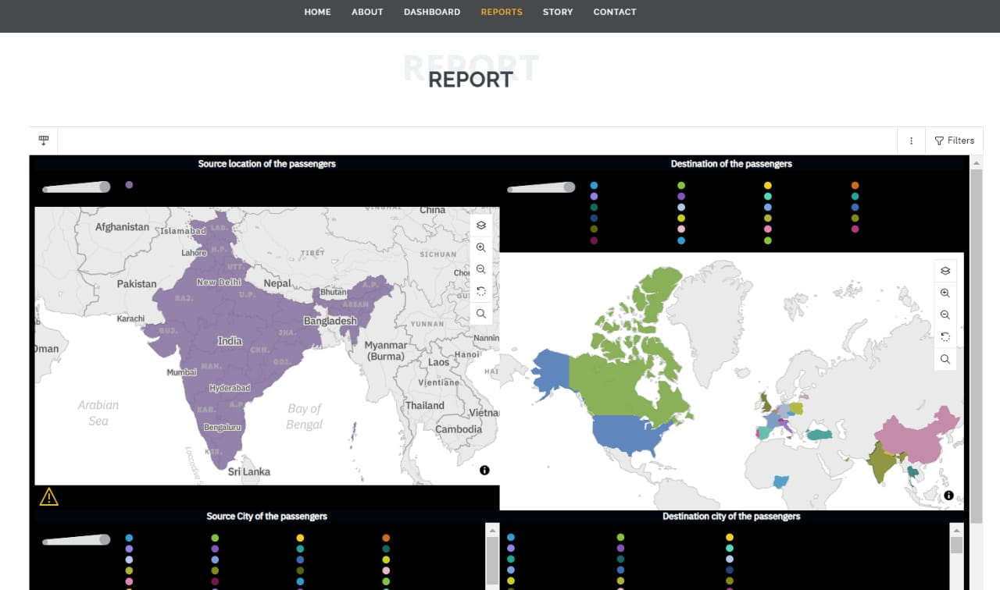 HOME ABOUT DASHBOARD REPORTS STORY CONTACT
REPORT
REPORT
Filters
Source location of the passengers
Destination of the passengers
China
Afghanistan
Islamabad
LAD.
H.P.
Lahore
TIBET
SICHUAN
UTT.
New Delhi
Nepal
Pakistan
RAJ.
U.P.
Bhutan
A.P.
ASSAM
Karachi
Bangladesh
YUNNAN
GUJ.
India
JHA.
Myanmar
(Burma)
Nannin
Hanoi
CHH.
ODI.
Laos
MAH.
Mumbai
Hyderabad
Vientiane
HAI
Arabian
Sea
KAR.
A.P.
Bay of
Bengal
Thailand
Vietna
Bengaluru
Cambodia
Sri Lanka
Source City of the passengers
Destination city of the passengers